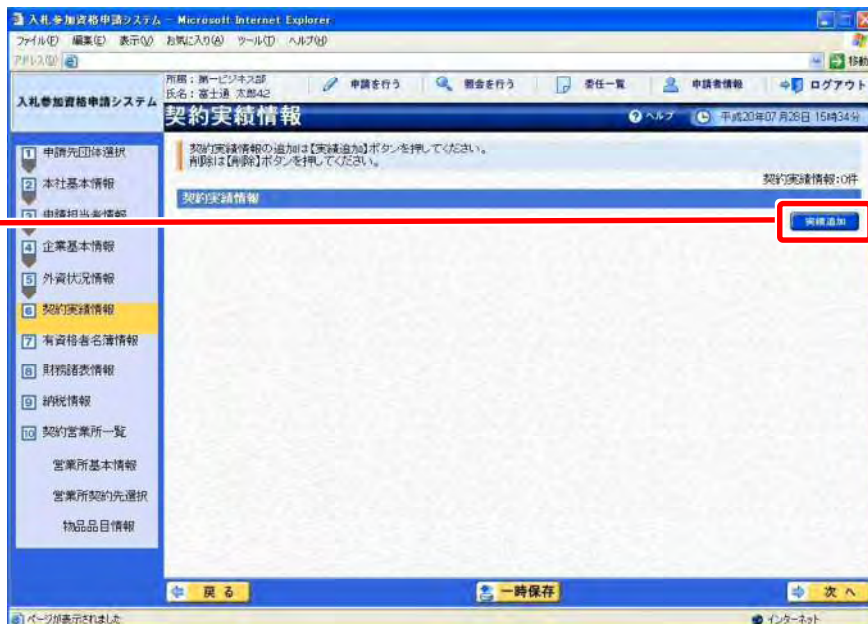 入札参加資格申請システム - Microsoft Internet Explorer
ファイル(F) 編集(E) 表示(V) お気に入り(A) ツール(T) ヘルプ(H)
アドレス(D) 移動
入札参加資格申請システム
所属：第一ビジネス部
氏名：富士通 太郎42
申請を行う 照会を行う 委任一覧 申請者情報 ログアウト
契約実績情報 ヘルプ 平成20年07月28日 15時34分
契約実績情報の追加は【実績追加】ボタンを押してください。
削除は【削除】ボタンを押してください。
契約実績情報:0件
契約実績情報
実績追加
1 申請先団体選択
2 本社基本情報
3 申請担当者情報
4 企業基本情報
5 外資状況情報
6 契約実績情報
7 有資格者名簿情報
8 財務諸表情報
9 納税情報
10 契約営業所一覧
営業所基本情報
営業所契約先選択
物品品目情報
戻る 一時保存 次へ
ページが表示されました インターネット